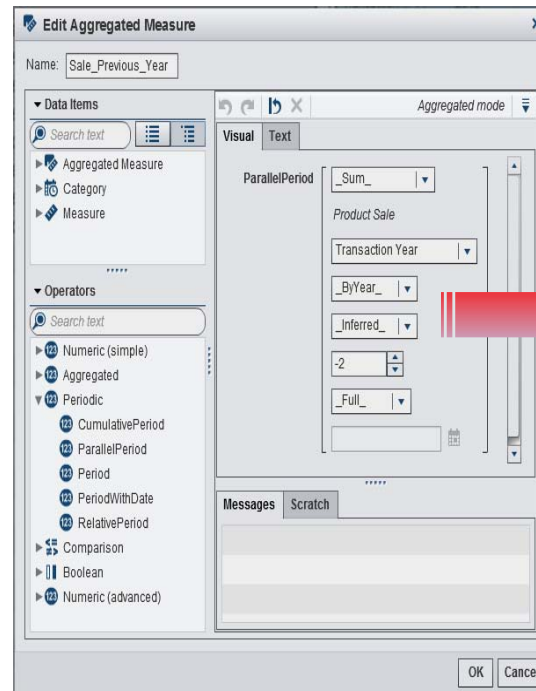 Edit Aggregated Measure
Name: Sale_Previous_Year
Data Items
Search text
Aggregated Measure
Category
Measure
Operators
Search text
Numeric (simple)
Aggregated
Periodic
CumulativePeriod
ParallelPeriod
Period
PeriodWithDate
RelativePeriod
Comparison
Boolean
Numeric (advanced)
Aggregated mode
Visual Text
ParallelPeriod
_Sum_
Product Sale
Transaction Year
_ByYear_
_Inferred_
-2
_Full_
Messages Scratch
OK Cance